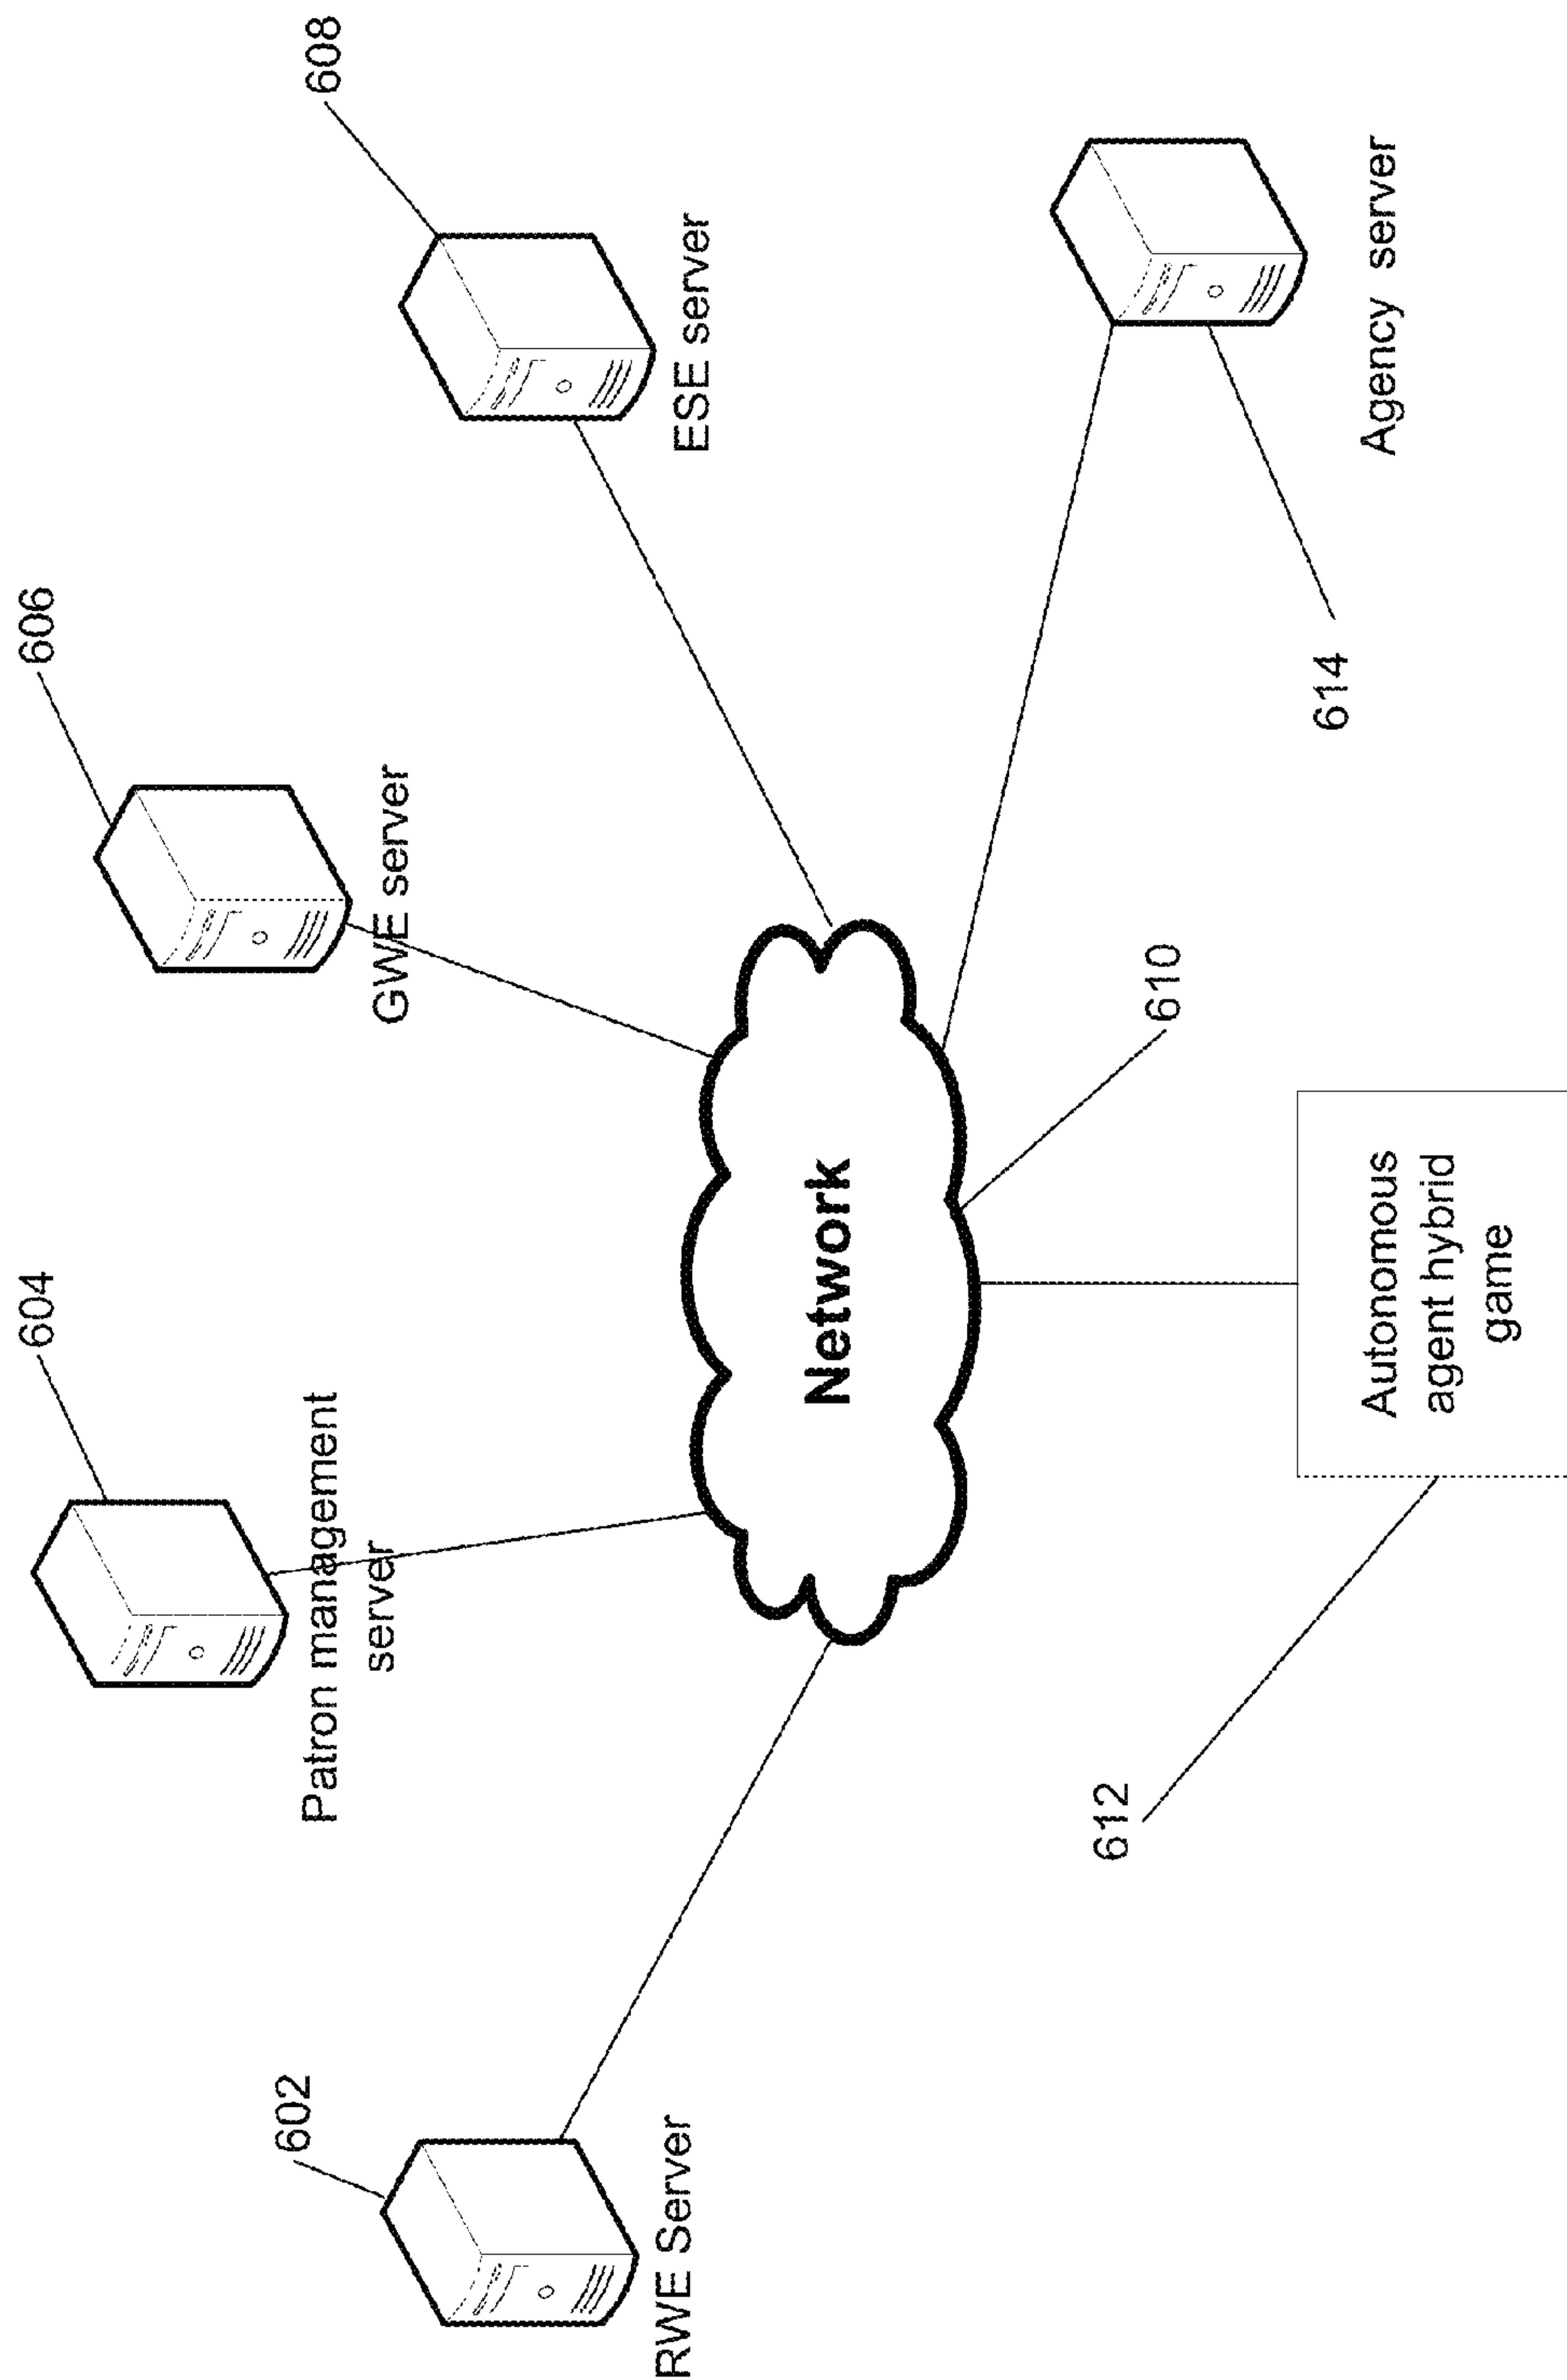 604
606
608
602
Patron management
server
GWE server
ESE server
RWE Server
Network
610
612
614
Autonomous
agent hybrid
game
Agency server